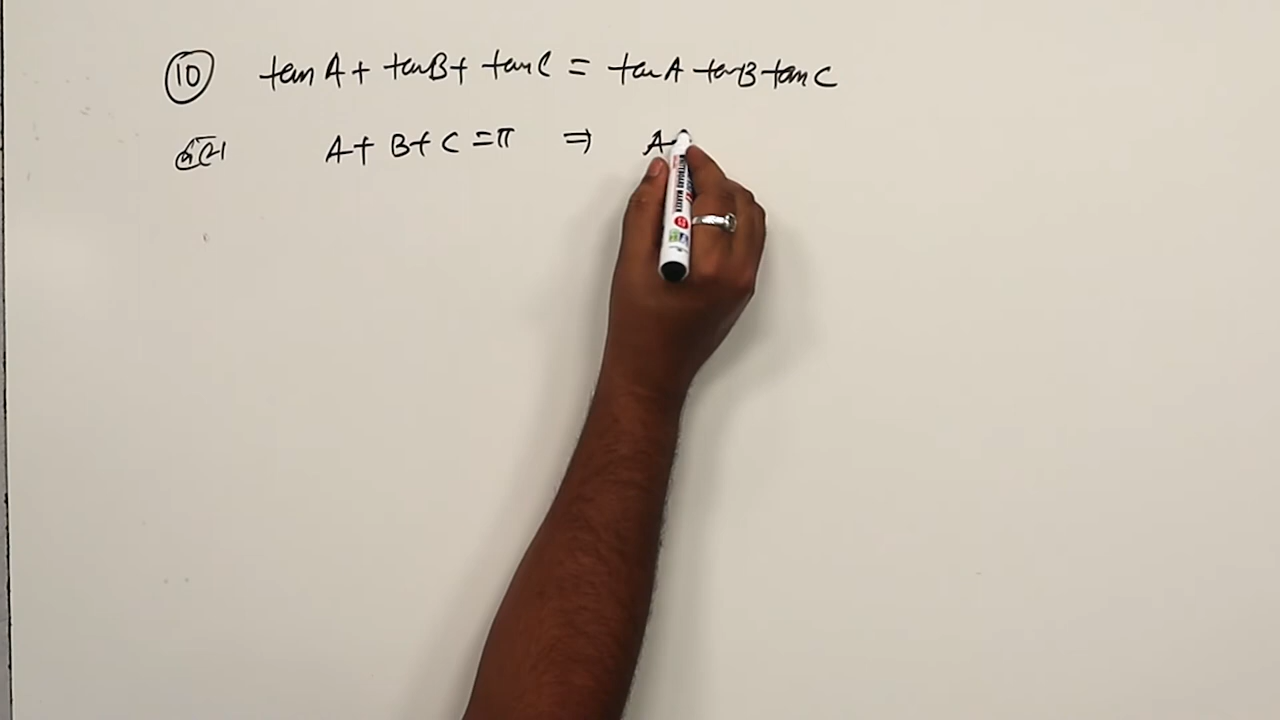 ⑩ tan A + tan B + tan C = tan A tan B tan C
A + B + C = π ⇒ A